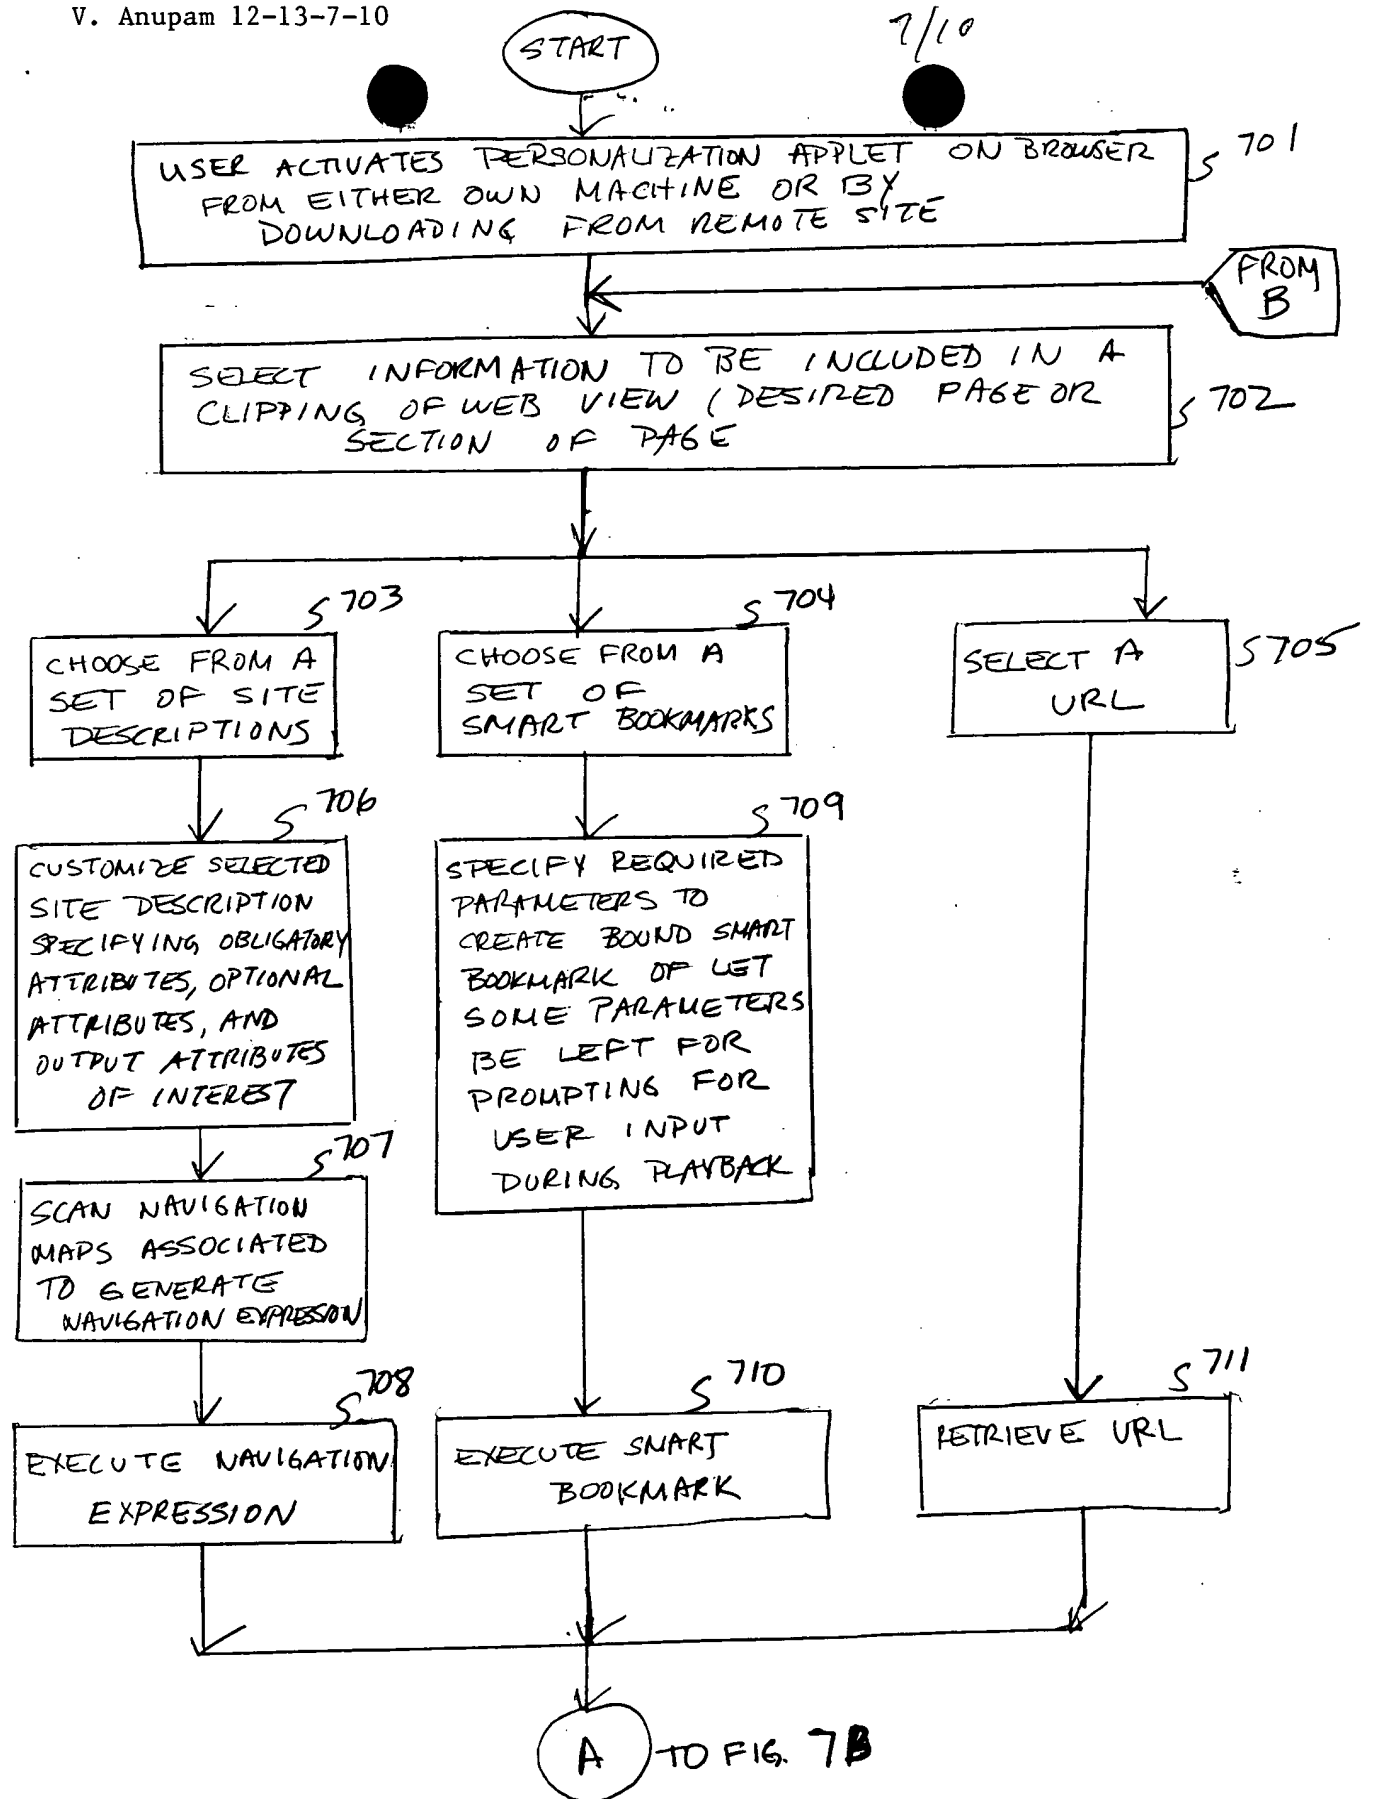 V. Anupam 12-13-7-10
7/10
START
701
USER ACTIVATES PERSONALIZATION APPLET ON BROWSER
FROM EITHER OWN MACHINE OR BY
DOWNLOADING FROM REMOTE SITE
FROM
B
702
SELECT INFORMATION TO BE INCLUDED IN A
CLIPPING OF WEB VIEW (DESIRED PAGE OR
SECTION OF PAGE
703
CHOOSE FROM A
SET OF SITE
DESCRIPTIONS
704
CHOOSE FROM A
SET OF
SMART BOOKMARKS
705
SELECT A
URL
706
CUSTOMIZE SELECTED
SITE DESCRIPTION
SPECIFYING OBLIGATORY
ATTRIBUTES, OPTIONAL
ATTRIBUTES, AND
OUTPUT ATTRIBUTES
OF INTEREST
709
SPECIFY REQUIRED
PARAMETERS TO
CREATE BOUND SMART
BOOKMARK OF LET
SOME PARAMETERS
BE LEFT FOR
PROMPTING FOR
USER INPUT
DURING PLAYBACK
707
SCAN NAVIGATION
MAPS ASSOCIATED
TO GENERATE
NAVIGATION EXPRESSION
708
EXECUTE NAVIGATION
EXPRESSION
710
EXECUTE SMART
BOOKMARK
711
RETRIEVE URL
A
TO FIG. 7B